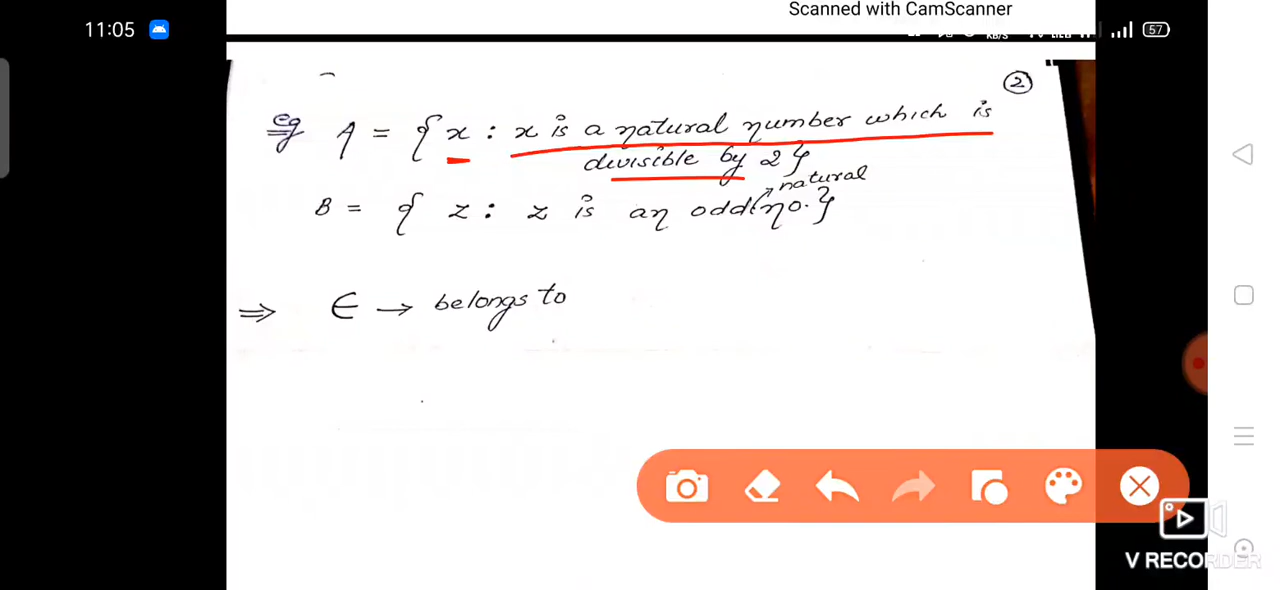 Scanned with CamScanner
11:05
57
②
eg A = { x : x is a natural number which is
divisible by 2}
natural
B = { z : z is an odd (no.}
⇒ ∈ → belongs to
V RECORDER